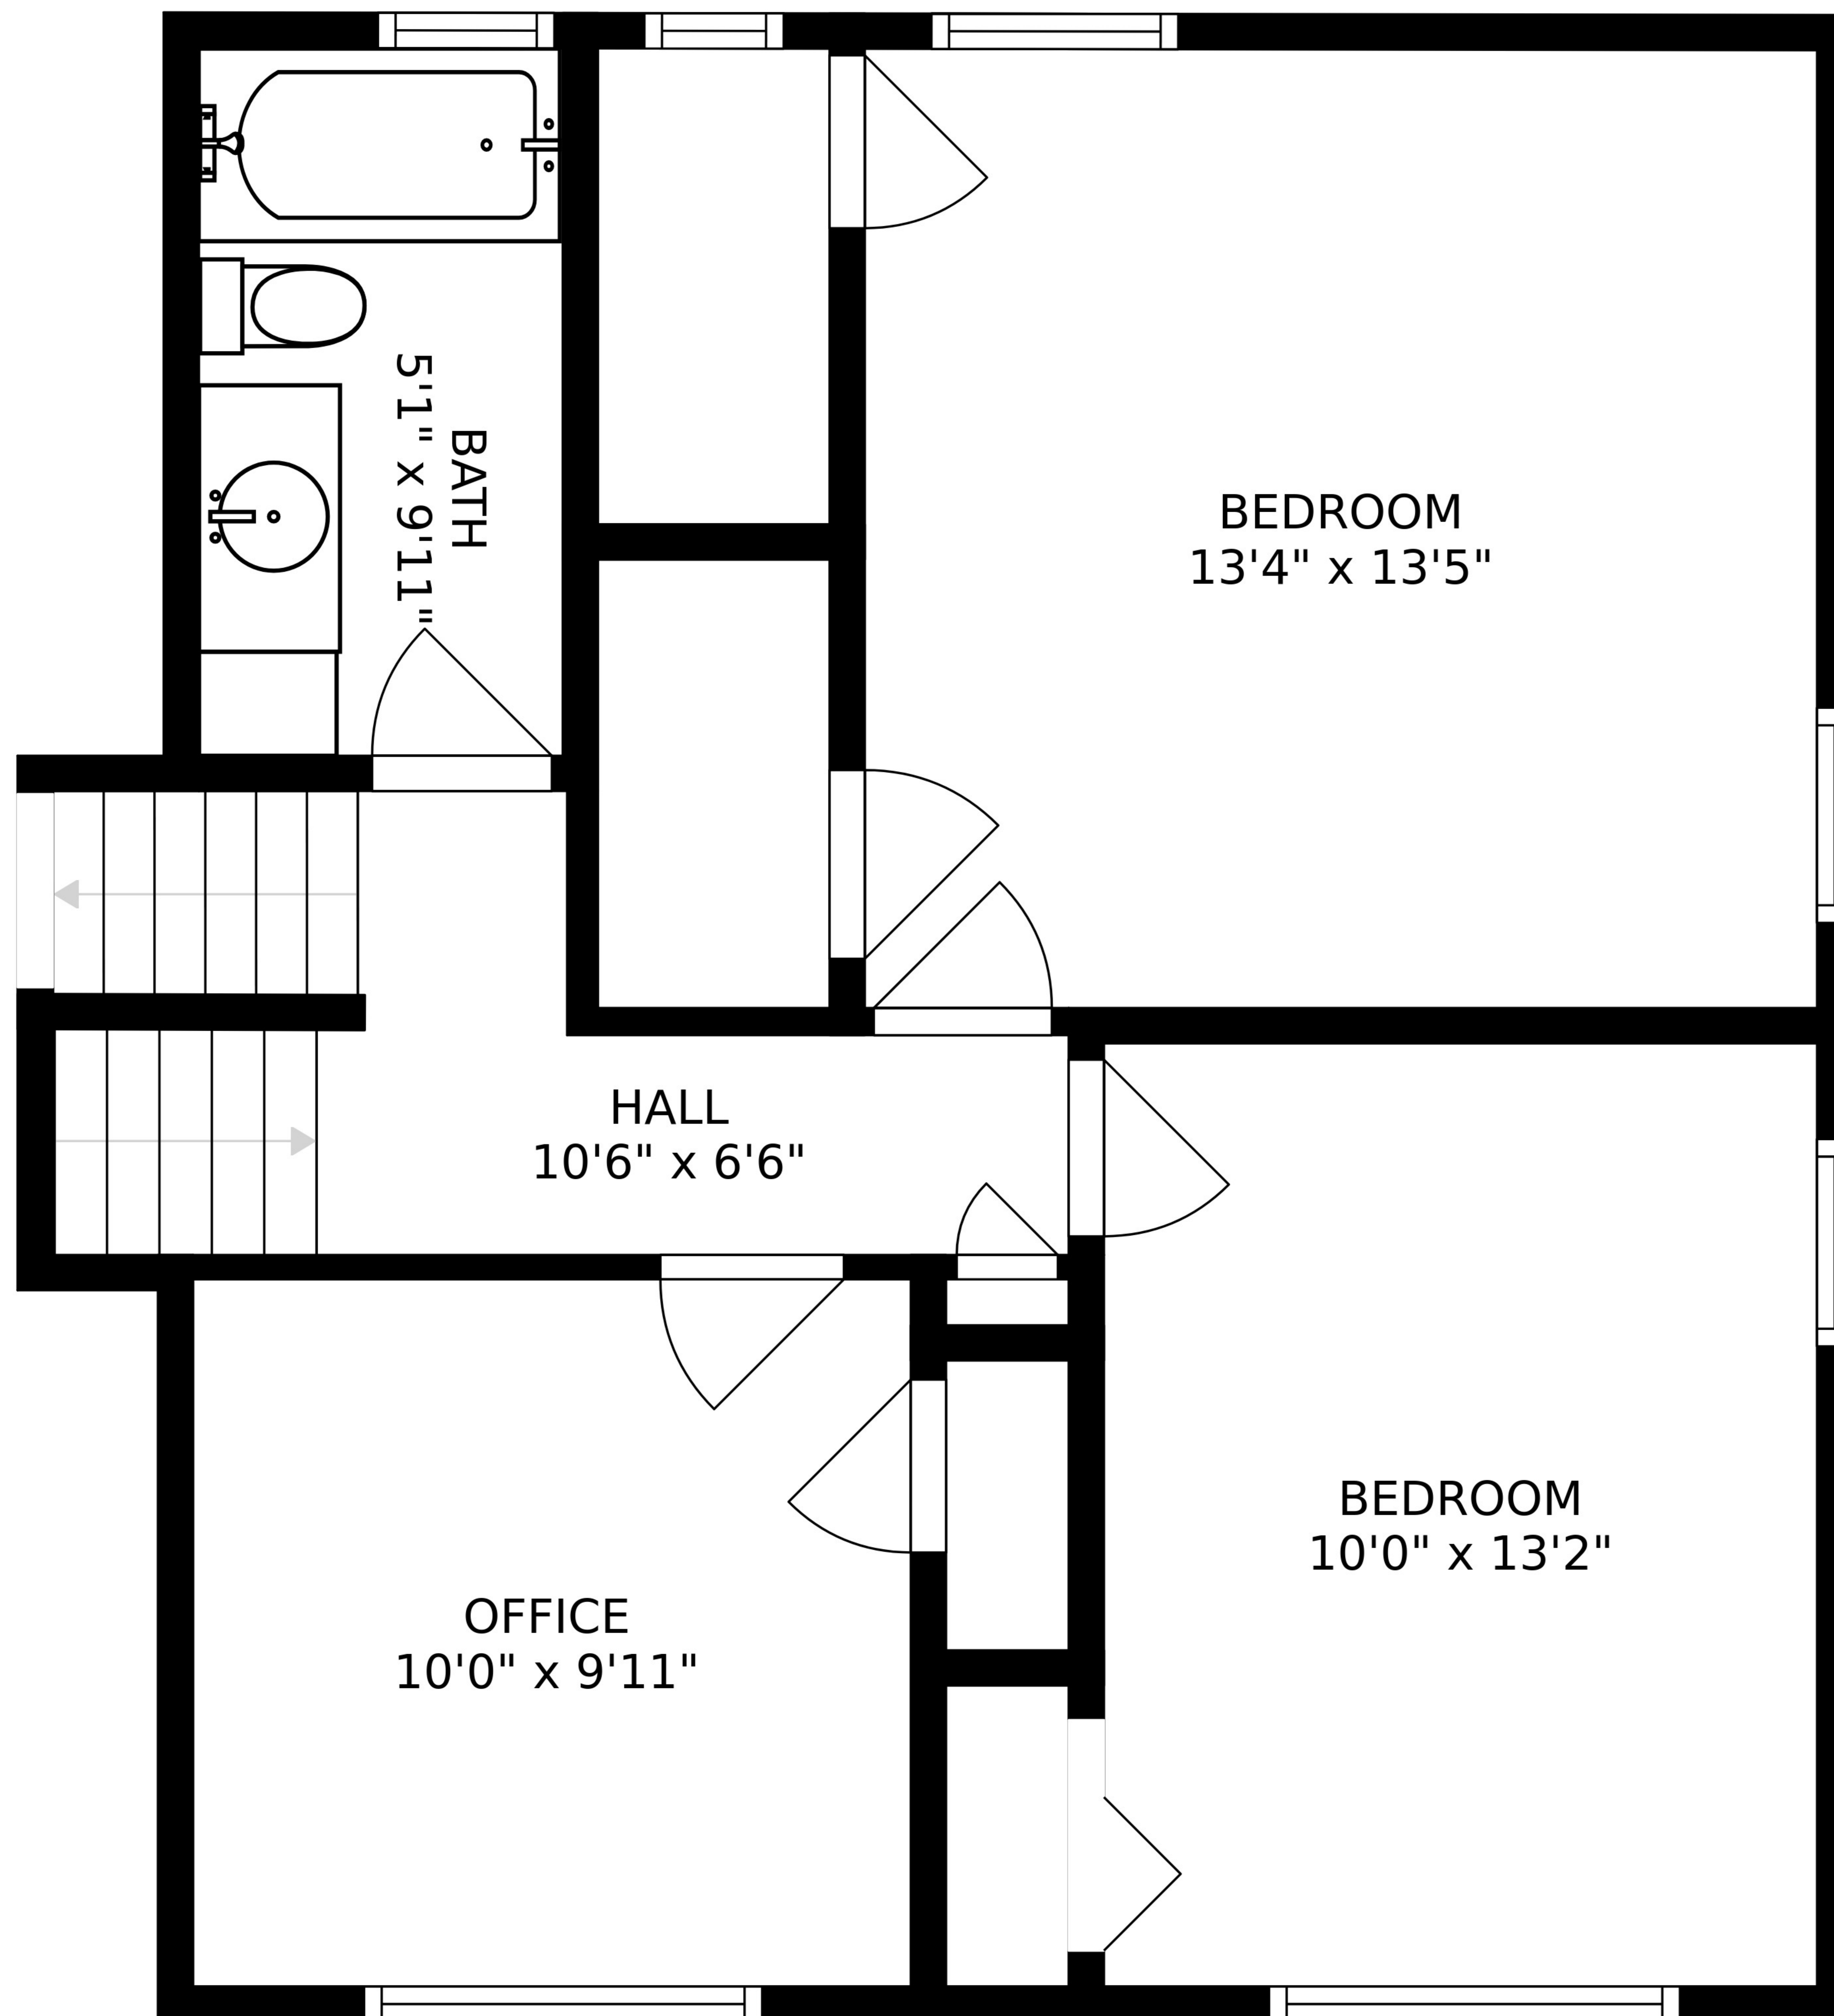 BATH
5'1" x 9'11"
BEDROOM
13'4" x 13'5"
HALL
10'6" x 6'6"
BEDROOM
10'0" x 13'2"
OFFICE
10'0" x 9'11"